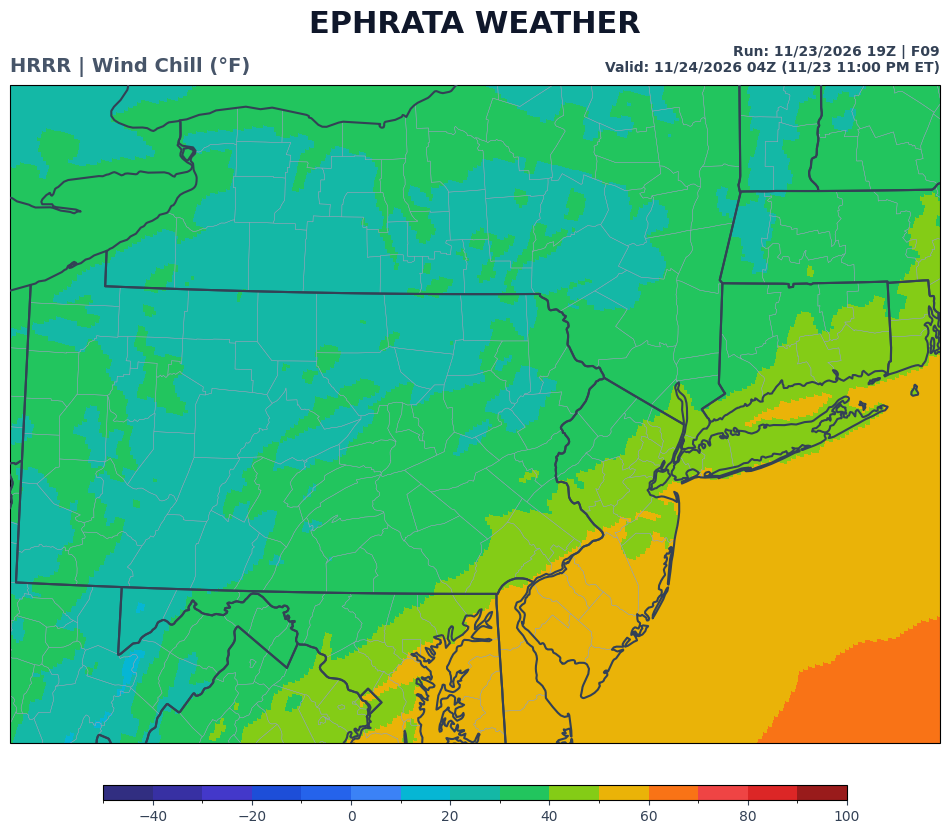 EPHRATA WEATHER
HRRR | Wind Chill (°F)
Run: 11/23/2026 19Z | F09
Valid: 11/24/2026 04Z (11/23 11:00 PM ET)
−40 −20 0 20 40 60 80 100